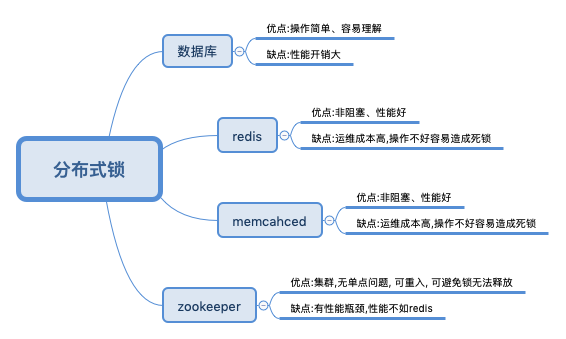 分布式锁
数据库
优点:操作简单、容易理解
缺点:性能开销大
redis
优点:非阻塞、性能好
缺点:运维成本高,操作不好容易造成死锁
memcahced
优点:非阻塞、性能好
缺点:运维成本高,操作不好容易造成死锁
zookeeper
优点:集群,无单点问题, 可重入, 可避免锁无法释放
缺点:有性能瓶颈,性能不如redis